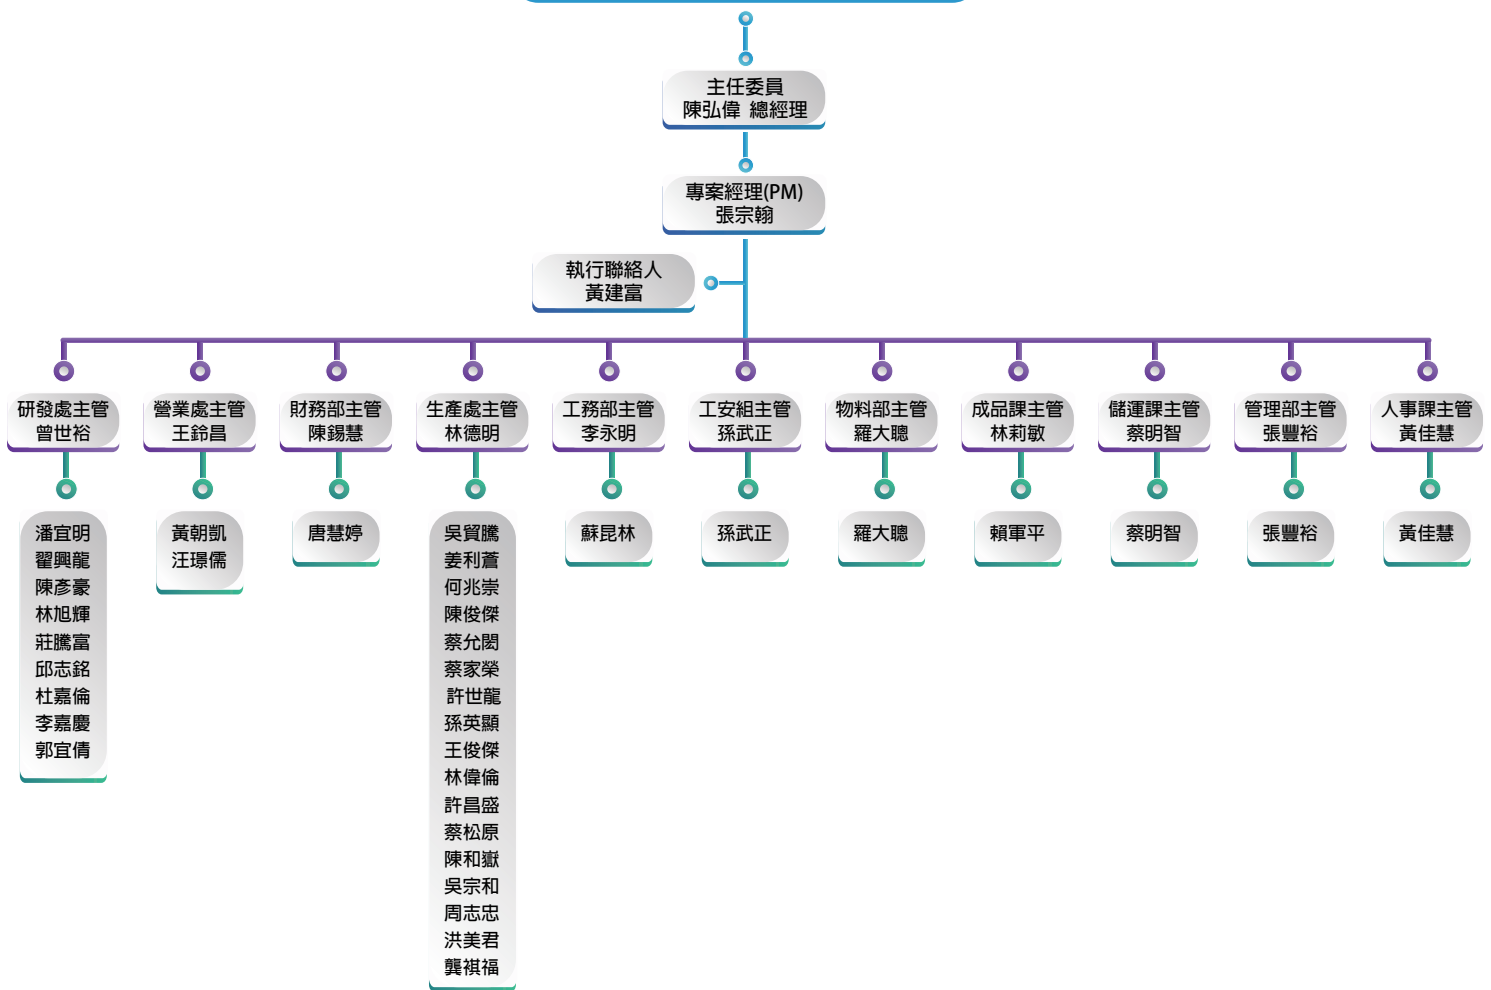 主任委員
陳弘偉 總經理
專案經理(PM)
張宗翰
執行聯絡人
黃建富
研發處主管
曾世裕
營業處主管
王鈴昌
財務部主管
陳錫慧
生產處主管
林德明
工務部主管
李永明
工安組主管
孫武正
物料部主管
羅大聰
成品課主管
林莉敏
儲運課主管
蔡明智
管理部主管
張豐裕
人事課主管
黃佳慧
潘宜明
翟興龍
陳彥豪
林旭輝
莊騰富
邱志銘
杜嘉倫
李嘉慶
郭宜倩
黃朝凱
汪璟儒
唐慧婷
吳貿騰
姜利蒼
何兆崇
陳俊傑
蔡允閎
蔡家榮
許世龍
孫英顯
王俊傑
林偉倫
許昌盛
蔡松原
陳和嶽
吳宗和
周志忠
洪美君
龔祺福
蘇昆林
孫武正
羅大聰
賴軍平
蔡明智
張豐裕
黃佳慧